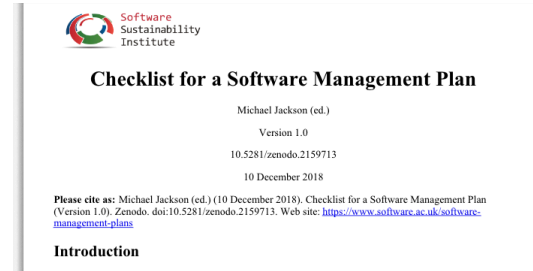 Software
Sustainability
Institute
Checklist for a Software Management Plan
Michael Jackson (ed.)
Version 1.0
10.5281/zenodo.2159713
10 December 2018
Please cite as: Michael Jackson (ed.) (10 December 2018). Checklist for a Software Management Plan
(Version 1.0). Zenodo. doi:10.5281/zenodo.2159713. Web site: https://www.software.ac.uk/software-
management-plans
Introduction